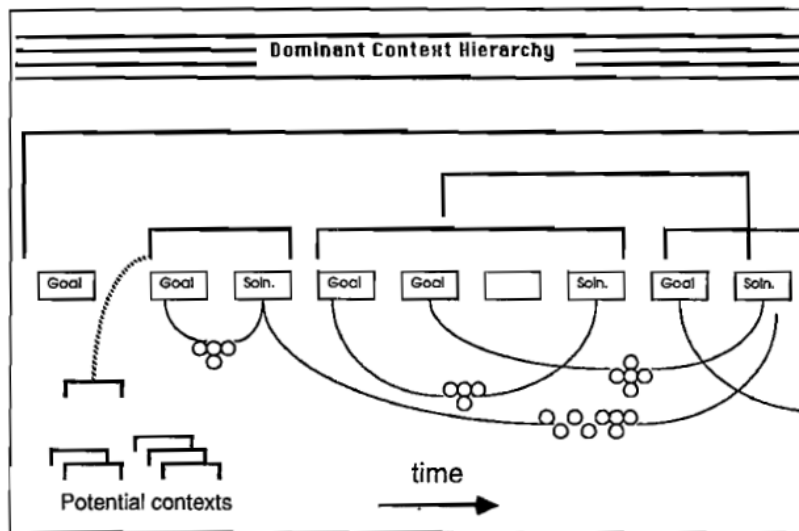 Dominant Context Hierarchy
Goal Goal Soln. Goal Goal Soln. Goal Soln.
time
Potential contexts